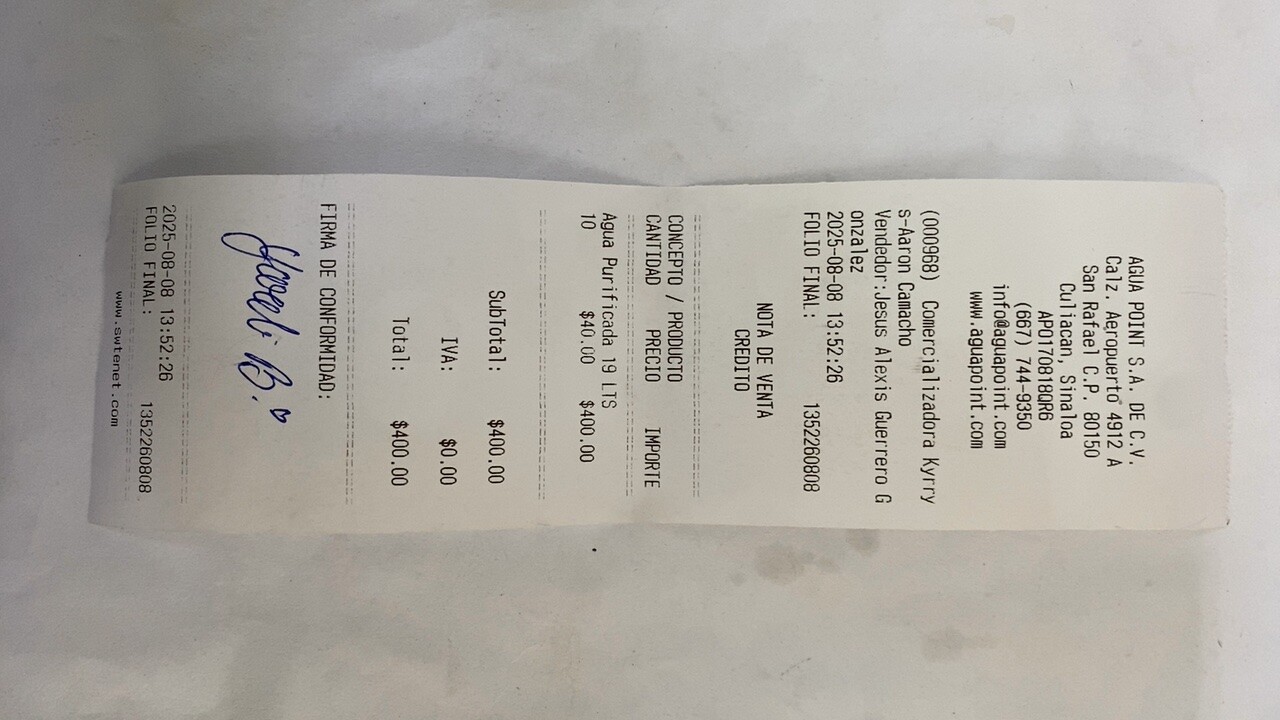 AGUA POINT S.A. DE C.V.
Calz. Aeropuerto 4912 A
San Rafael C.P. 80150
Culiacan, Sinaloa
APO170818QR6
(667) 744-9350
info@aguapoint.com
www.aguapoint.com
(000968) Comercializadora Kyrry
s-Aaron Camacho
Vendedor:Jesus Alexis Guerrero G
onzalez
2025-08-08 13:52:26
FOLIO FINAL: 1352260808
NOTA DE VENTA
CREDITO
CONCEPTO / PRODUCTO
CANTIDAD PRECIO IMPORTE
Agua Purificada 19 LTS
10 $40.00 $400.00
SubTotal: $400.00
IVA: $0.00
Total: $400.00
FIRMA DE CONFORMIDAD:
B.
2025-08-08 13:52:26
FOLIO FINAL: 1352260808
www.swtenet.com